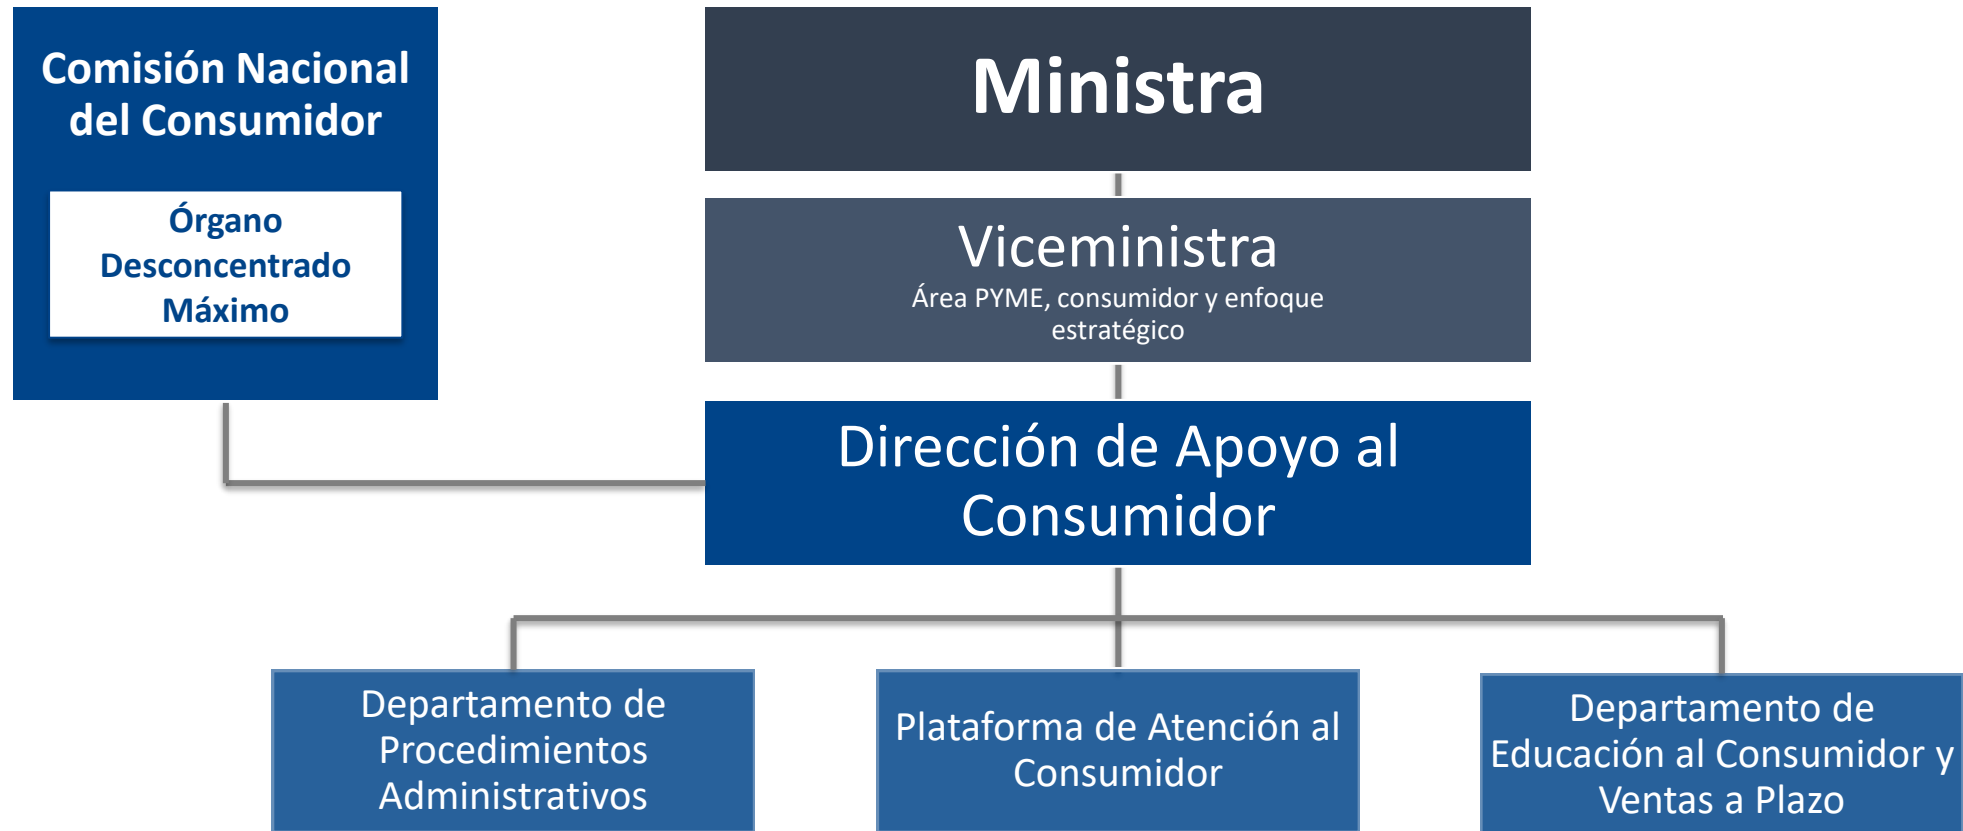 Comisión Nacional
del Consumidor
Órgano
Desconcentrado
Máximo
Ministra
Viceministra
Área PYME, consumidor y enfoque
estratégico
Dirección de Apoyo al
Consumidor
Departamento de
Procedimientos
Administrativos
Plataforma de Atención al
Consumidor
Departamento de
Educación al Consumidor y
Ventas a Plazo